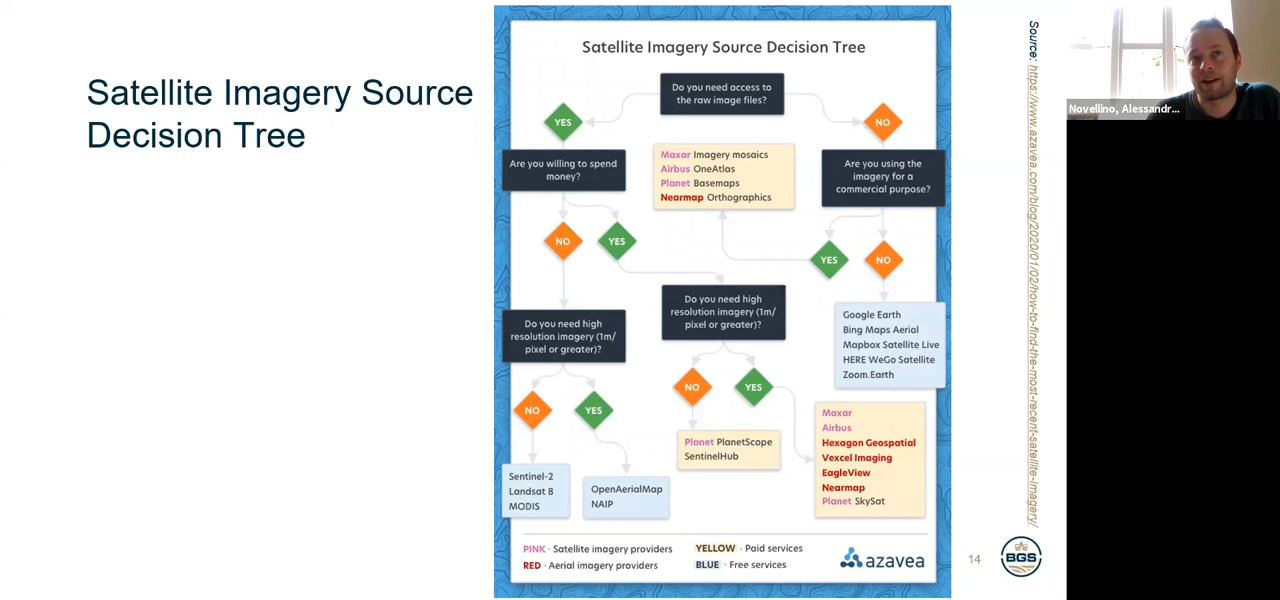 Satellite Imagery Source
Decision Tree
Satellite Imagery Source Decision Tree
Do you need access to
the raw image files?
YES
NO
Are you willing to spend
money?
Maxar Imagery mosaics
Airbus OneAtlas
Planet Basemaps
Nearmap Orthographics
Are you using the
imagery for a
commercial purpose?
NO
YES
YES
NO
Do you need high
resolution imagery (1m/
pixel or greater)?
Do you need high
resolution imagery (1m/
pixel or greater)?
Google Earth
Bing Maps Aerial
Mapbox Satellite Live
HERE WeGo Satellite
Zoom.Earth
NO
YES
NO
YES
Planet PlanetScope
SentinelHub
Maxar
Airbus
Hexagon Geospatial
Vexcel Imaging
EagleView
Nearmap
Planet SkySat
Sentinel-2
Landsat 8
MODIS
OpenAerialMap
NAIP
PINK · Satellite imagery providers
RED · Aerial imagery providers
YELLOW · Paid services
BLUE · Free services
azavea
Source: https://www.azavea.com/blog/2020/01/02/how-to-find-the-most-recent-satellite-imagery/
14
BGS
Novellino, Alessandr...